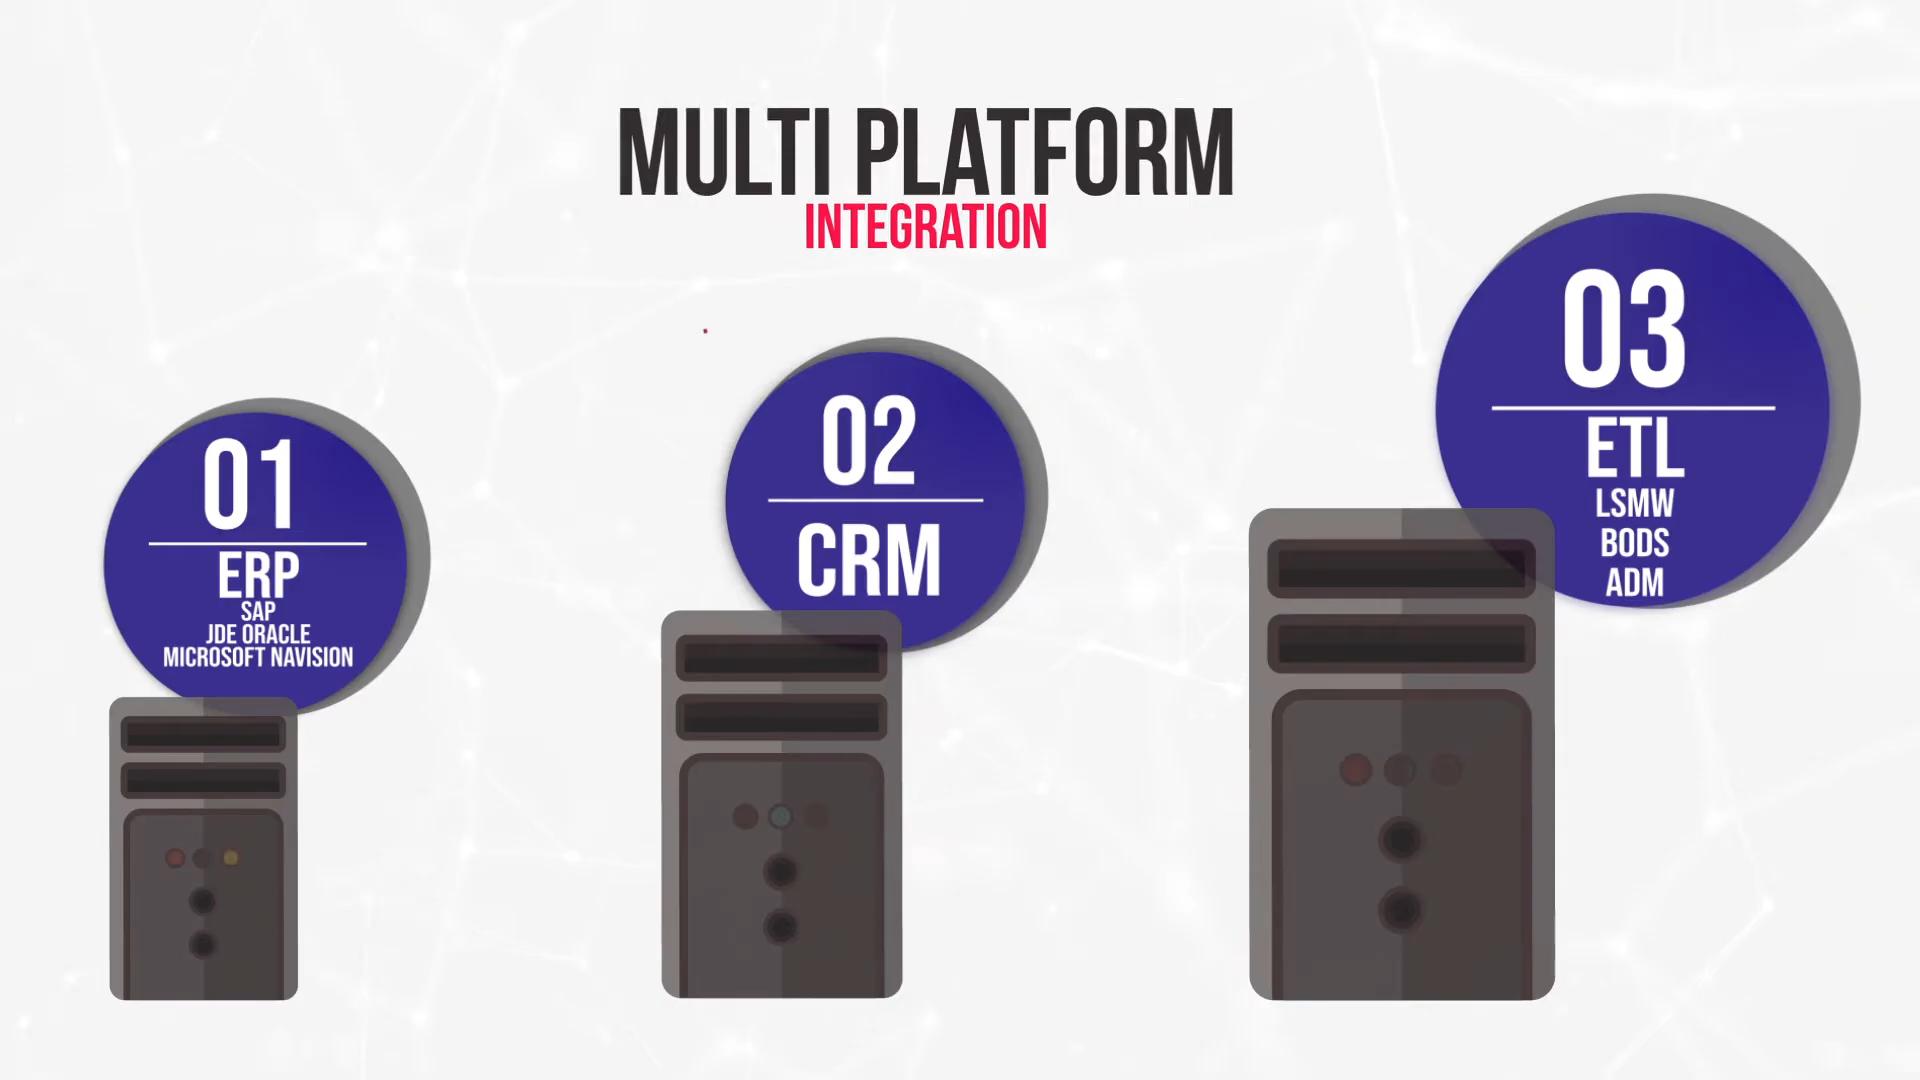 MULTI PLATFORM
INTEGRATION
01
ERP
SAP
JDE ORACLE
MICROSOFT NAVISION
02
CRM
03
ETL
LSMW
BODS
ADM